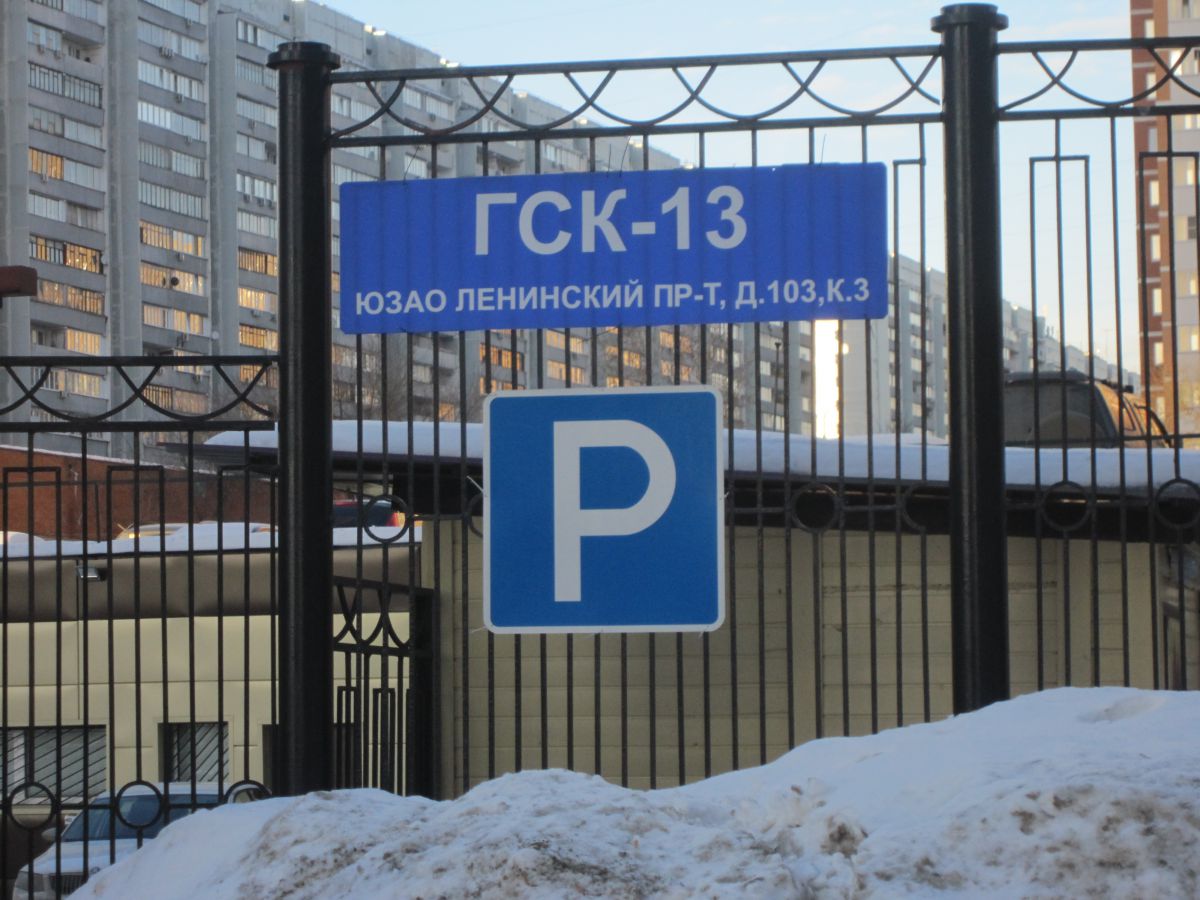 ГСК-13
ЮЗАО ЛЕНИНСКИЙ ПР-Т, Д.103,К.3
P